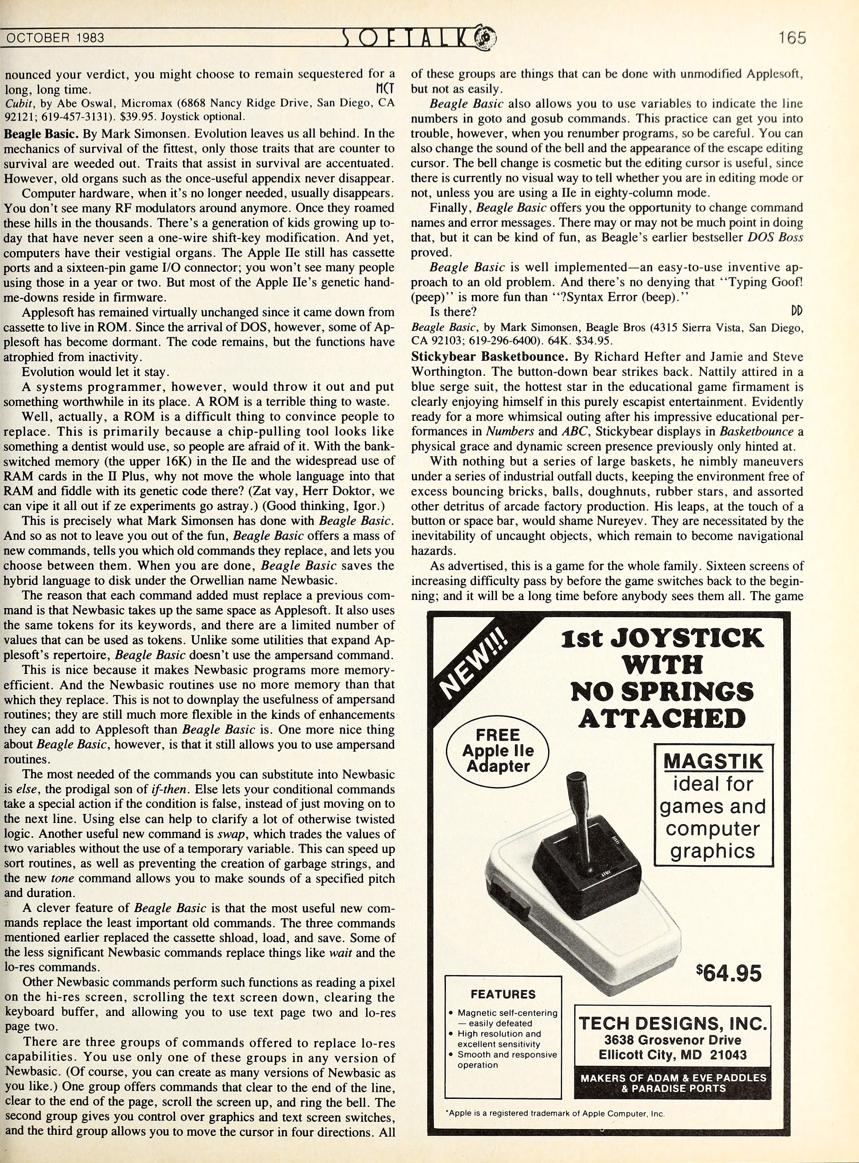 OCTOBER 1983
SOFTALK
165
nounced your verdict, you might choose to remain sequestered for a
long, long time. MCT
Cubit, by Abe Oswal, Micromax (6868 Nancy Ridge Drive, San Diego, CA
92121; 619-457-3131). $39.95. Joystick optional.
Beagle Basic. By Mark Simonsen. Evolution leaves us all behind. In the
mechanics of survival of the fittest, only those traits that are counter to
survival are weeded out. Traits that assist in survival are accentuated.
However, old organs such as the once-useful appendix never disappear.
Computer hardware, when it's no longer needed, usually disappears.
You don't see many RF modulators around anymore. Once they roamed
these hills in the thousands. There's a generation of kids growing up to-
day that have never seen a one-wire shift-key modification. And yet,
computers have their vestigial organs. The Apple IIe still has cassette
ports and a sixteen-pin game I/O connector; you won't see many people
using those in a year or two. But most of the Apple IIe's genetic hand-
me-downs reside in firmware.
Applesoft has remained virtually unchanged since it came down from
cassette to live in ROM. Since the arrival of DOS, however, some of Ap-
plesoft has become dormant. The code remains, but the functions have
atrophied from inactivity.
Evolution would let it stay.
A systems programmer, however, would throw it out and put
something worthwhile in its place. A ROM is a terrible thing to waste.
Well, actually, a ROM is a difficult thing to convince people to
replace. This is primarily because a chip-pulling tool looks like
something a dentist would use, so people are afraid of it. With the bank-
switched memory (the upper 16K) in the IIe and the widespread use of
RAM cards in the II Plus, why not move the whole language into that
RAM and fiddle with its genetic code there? (Zat vay, Herr Doktor, we
can vipe it all out if ze experiments go astray.) (Good thinking, Igor.)
This is precisely what Mark Simonsen has done with Beagle Basic.
And so as not to leave you out of the fun, Beagle Basic offers a mass of
new commands, tells you which old commands they replace, and lets you
choose between them. When you are done, Beagle Basic saves the
hybrid language to disk under the Orwellian name Newbasic.
The reason that each command added must replace a previous com-
mand is that Newbasic takes up the same space as Applesoft. It also uses
the same tokens for its keywords, and there are a limited number of
values that can be used as tokens. Unlike some utilities that expand Ap-
plesoft's repertoire, Beagle Basic doesn't use the ampersand command.
This is nice because it makes Newbasic programs more memory-
efficient. And the Newbasic routines use no more memory than that
which they replace. This is not to downplay the usefulness of ampersand
routines; they are still much more flexible in the kinds of enhancements
they can add to Applesoft than Beagle Basic is. One more nice thing
about Beagle Basic, however, is that it still allows you to use ampersand
routines.
The most needed of the commands you can substitute into Newbasic
is else, the prodigal son of if-then. Else lets your conditional commands
take a special action if the condition is false, instead of just moving on to
the next line. Using else can help to clarify a lot of otherwise twisted
logic. Another useful new command is swap, which trades the values of
two variables without the use of a temporary variable. This can speed up
sort routines, as well as preventing the creation of garbage strings, and
the new tone command allows you to make sounds of a specified pitch
and duration.
A clever feature of Beagle Basic is that the most useful new com-
mands replace the least important old commands. The three commands
mentioned earlier replaced the cassette shload, load, and save. Some of
the less significant Newbasic commands replace things like wait and the
lo-res commands.
Other Newbasic commands perform such functions as reading a pixel
on the hi-res screen, scrolling the text screen down, clearing the
keyboard buffer, and allowing you to use text page two and lo-res
page two.
There are three groups of commands offered to replace lo-res
capabilities. You use only one of these groups in any version of
Newbasic. (Of course, you can create as many versions of Newbasic as
you like.) One group offers commands that clear to the end of the line,
clear to the end of the page, scroll the screen up, and ring the bell. The
second group gives you control over graphics and text screen switches,
and the third group allows you to move the cursor in four directions. All
of these groups are things that can be done with unmodified Applesoft,
but not as easily.
Beagle Basic also allows you to use variables to indicate the line
numbers in goto and gosub commands. This practice can get you into
trouble, however, when you renumber programs, so be careful. You can
also change the sound of the bell and the appearance of the escape editing
cursor. The bell change is cosmetic but the editing cursor is useful, since
there is currently no visual way to tell whether you are in editing mode or
not, unless you are using a IIe in eighty-column mode.
Finally, Beagle Basic offers you the opportunity to change command
names and error messages. There may or may not be much point in doing
that, but it can be kind of fun, as Beagle's earlier bestseller DOS Boss
proved.
Beagle Basic is well implemented—an easy-to-use inventive ap-
proach to an old problem. And there's no denying that "Typing Goof!
(peep)" is more fun than "?Syntax Error (beep)."
Is there? DD
Beagle Basic, by Mark Simonsen, Beagle Bros (4315 Sierra Vista, San Diego,
CA 92103; 619-296-6400). 64K. $34.95.
Stickybear Basketbounce. By Richard Hefter and Jamie and Steve
Worthington. The button-down bear strikes back. Nattily attired in a
blue serge suit, the hottest star in the educational game firmament is
clearly enjoying himself in this purely escapist entertainment. Evidently
ready for a more whimsical outing after his impressive educational per-
formances in Numbers and ABC, Stickybear displays in Basketbounce a
physical grace and dynamic screen presence previously only hinted at.
With nothing but a series of large baskets, he nimbly maneuvers
under a series of industrial outfall ducts, keeping the environment free of
excess bouncing bricks, balls, doughnuts, rubber stars, and assorted
other detritus of arcade factory production. His leaps, at the touch of a
button or space bar, would shame Nureyev. They are necessitated by the
inevitability of uncaught objects, which remain to become navigational
hazards.
As advertised, this is a game for the whole family. Sixteen screens of
increasing difficulty pass by before the game switches back to the begin-
ning; and it will be a long time before anybody sees them all. The game
NEW!!!
1st JOYSTICK
WITH
NO SPRINGS
ATTACHED
FREE
Apple IIe
Adapter
MAGSTIK
ideal for
games and
computer
graphics
$64.95
FEATURES
• Magnetic self-centering
— easily defeated
• High resolution and
excellent sensitivity
• Smooth and responsive
operation
TECH DESIGNS, INC.
3638 Grosvenor Drive
Ellicott City, MD 21043
MAKERS OF ADAM & EVE PADDLES
& PARADISE PORTS
*Apple is a registered trademark of Apple Computer, Inc.